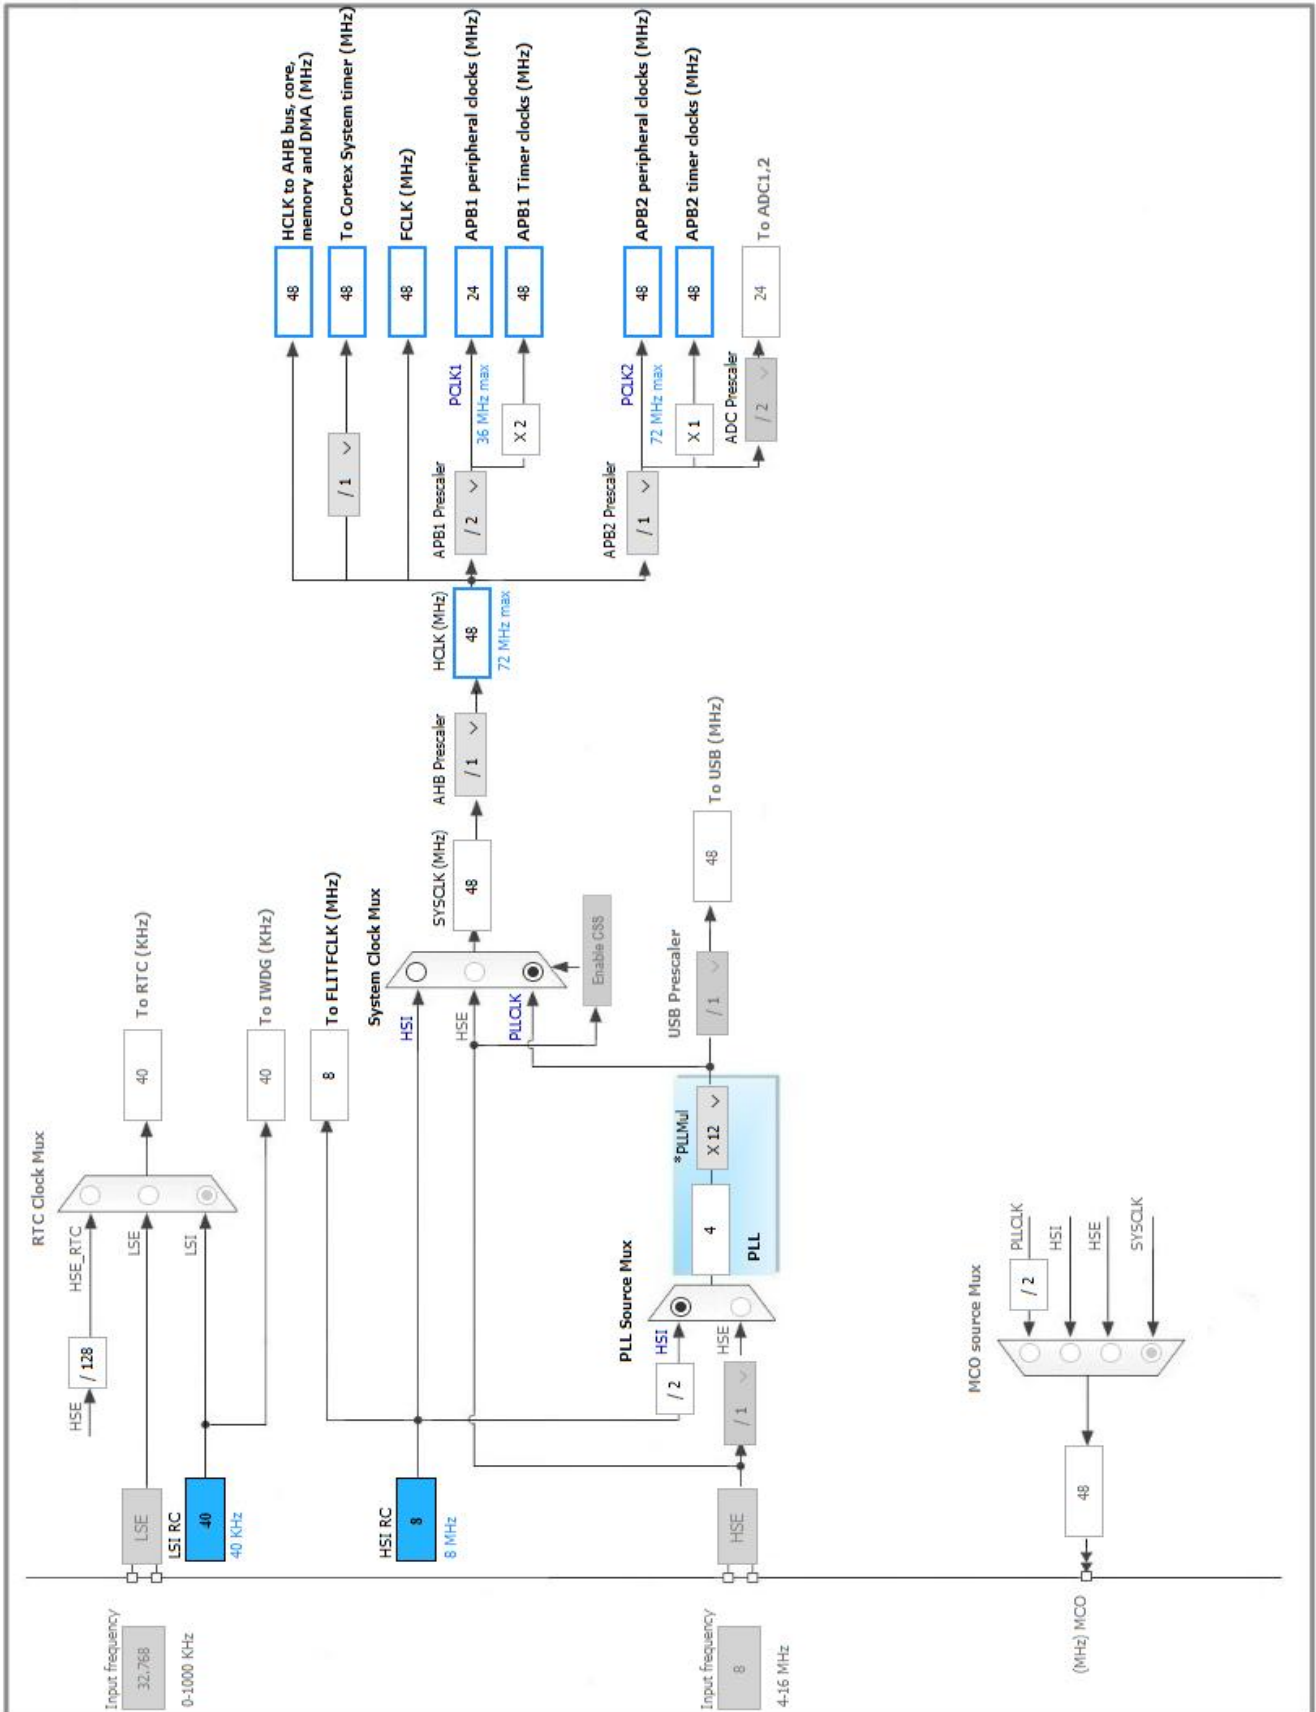 Input frequency
32.768
0-1000 KHz
LSE
LSI RC
40
40 KHz
HSE
/ 128
HSE_RTC
LSE
LSI
RTC Clock Mux
40
To RTC (KHz)
40
To IWDG (KHz)
8
To FLITFCLK (MHz)
HSI RC
8
8 MHz
System Clock Mux
HSI
HSE
PLLCLK
Enable CSS
SYSCLK (MHz)
48
AHB Prescaler
/ 1
HCLK (MHz)
48
72 MHz max
48
HCLK to AHB bus, core,
memory and DMA (MHz)
/ 1
48
To Cortex System timer (MHz)
48
FCLK (MHz)
APB1 Prescaler
/ 2
PCLK1
36 MHz max
24
APB1 peripheral clocks (MHz)
X 2
48
APB1 Timer clocks (MHz)
APB2 Prescaler
/ 1
PCLK2
72 MHz max
48
APB2 peripheral clocks (MHz)
X 1
48
APB2 timer clocks (MHz)
ADC Prescaler
/ 2
24
To ADC1,2
Input frequency
8
4-16 MHz
HSE
/ 1
/ 2
PLL Source Mux
HSI
HSE
4
*PLLMul
X 12
PLL
USB Prescaler
/ 1
48
To USB (MHz)
MCO source Mux
PLLCLK
/ 2
HSI
HSE
SYSCLK
48
(MHz) MCO